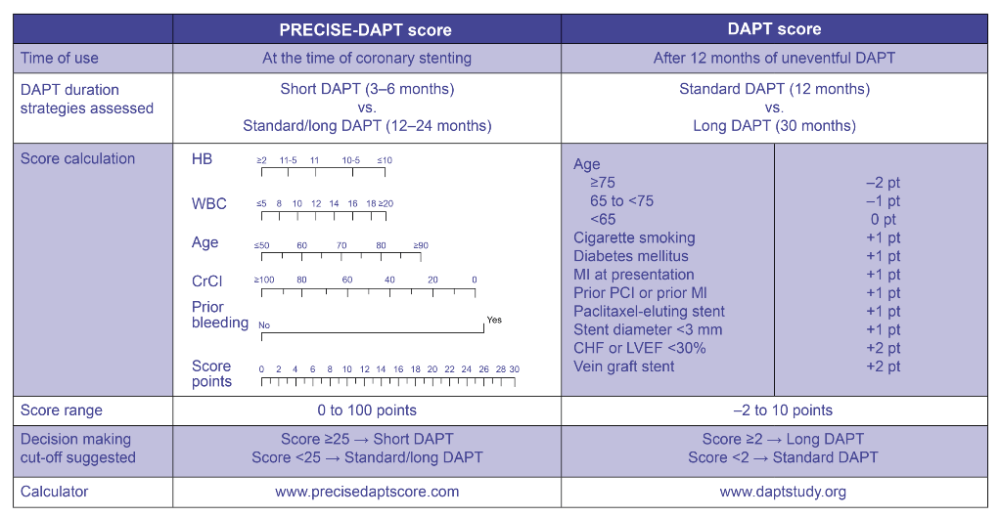 PRECISE-DAPT score DAPT score
Time of use At the time of coronary stenting After 12 months of uneventful DAPT
DAPT duration strategies assessed
Short DAPT (3–6 months)
vs.
Standard/long DAPT (12–24 months)
Standard DAPT (12 months)
vs.
Long DAPT (30 months)
Score calculation
HB ≥2 11-5 11 10-5 ≤10
WBC ≤5 8 10 12 14 16 18 ≥20
Age ≤50 60 70 80 ≥90
CrCl ≥100 80 60 40 20 0
Prior
bleeding No Yes
Score
points 0 2 4 6 8 10 12 14 16 18 20 22 24 26 28 30
Age
≥75 –2 pt
65 to <75 –1 pt
<65 0 pt
Cigarette smoking +1 pt
Diabetes mellitus +1 pt
MI at presentation +1 pt
Prior PCI or prior MI +1 pt
Paclitaxel-eluting stent +1 pt
Stent diameter <3 mm +1 pt
CHF or LVEF <30% +2 pt
Vein graft stent +2 pt
Score range 0 to 100 points –2 to 10 points
Decision making
cut-off suggested
Score ≥25 → Short DAPT
Score <25 → Standard/long DAPT
Score ≥2 → Long DAPT
Score <2 → Standard DAPT
Calculator www.precisedaptscore.com www.daptstudy.org